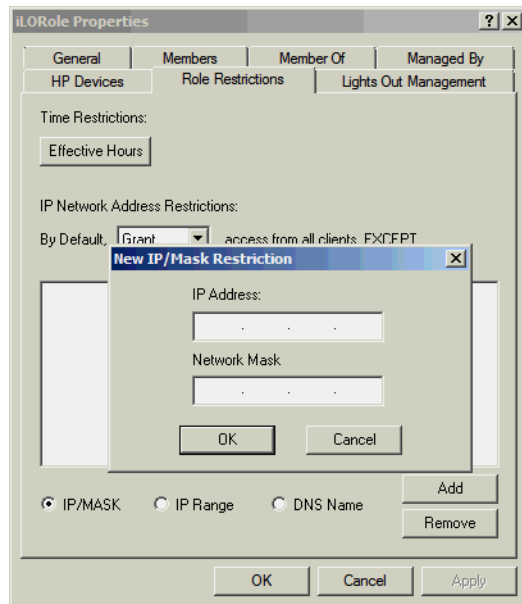 iLORole Properties
General Members Member Of Managed By
HP Devices Role Restrictions Lights Out Management
Time Restrictions:
Effective Hours
IP Network Address Restrictions:
By Default, Grant access from all clients, EXCEPT
New IP/Mask Restriction
IP Address:
. . .
Network Mask
. . .
OK Cancel
IP/MASK IP Range DNS Name
Add
Remove
OK Cancel Apply